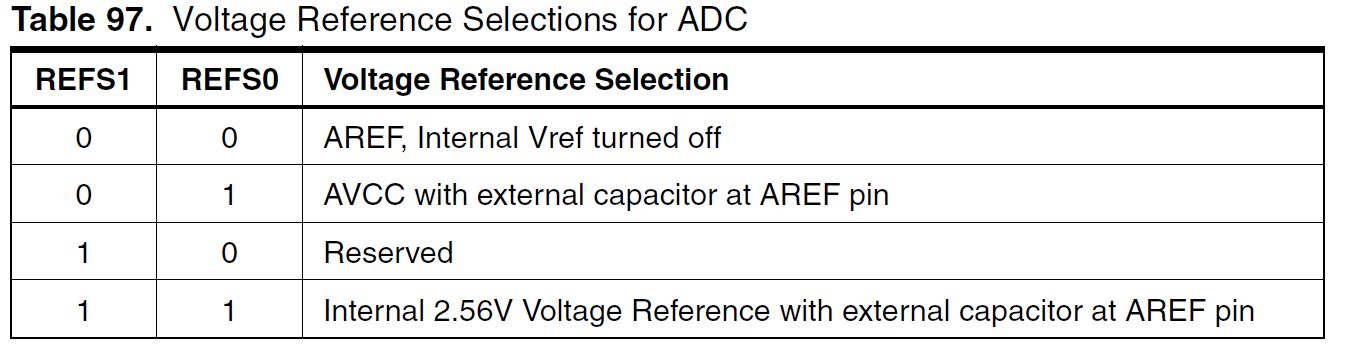 Table 97. Voltage Reference Selections for ADC
REFS1 REFS0 Voltage Reference Selection
0 0 AREF, Internal Vref turned off
0 1 AVCC with external capacitor at AREF pin
1 0 Reserved
1 1 Internal 2.56V Voltage Reference with external capacitor at AREF pin